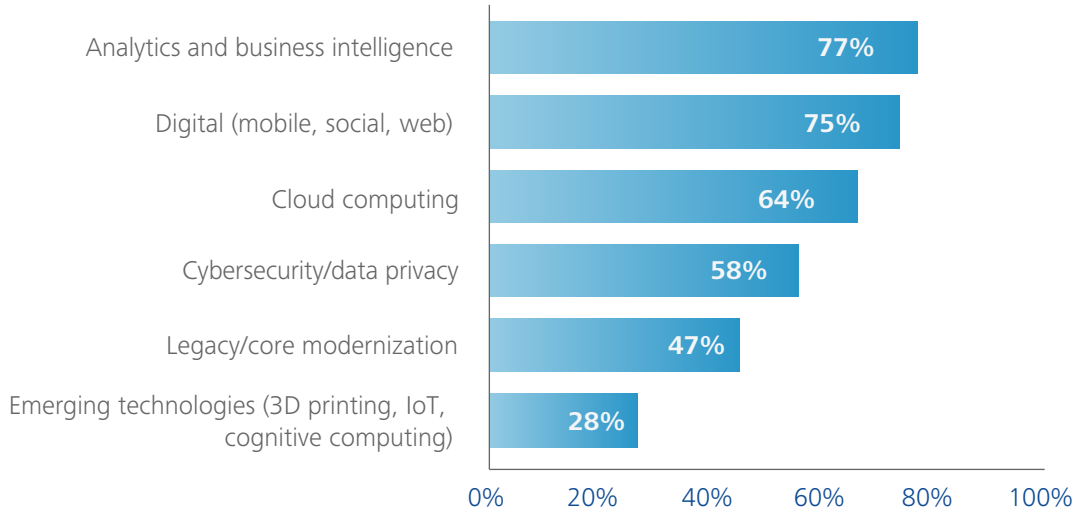 Analytics and business intelligence 77%
Digital (mobile, social, web) 75%
Cloud computing 64%
Cybersecurity/data privacy 58%
Legacy/core modernization 47%
Emerging technologies (3D printing, IoT,
cognitive computing) 28%
0% 20% 40% 60% 80% 100%